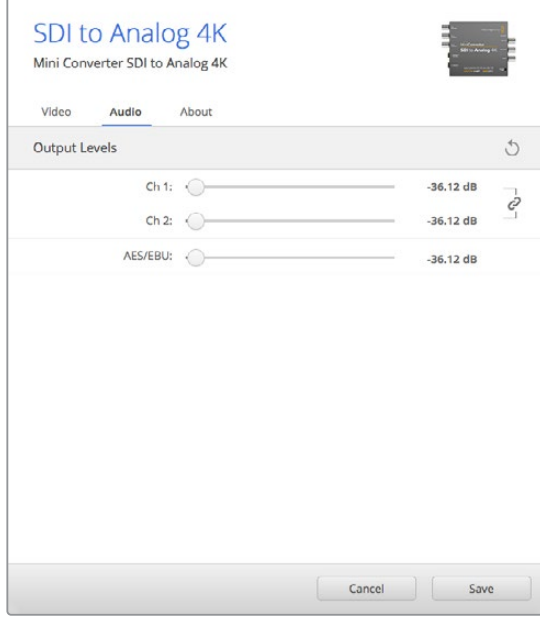 SDI to Analog 4K
Mini Converter SDI to Analog 4K
Video Audio About
Output Levels
Ch 1: -36.12 dB
Ch 2: -36.12 dB
AES/EBU: -36.12 dB
Cancel Save